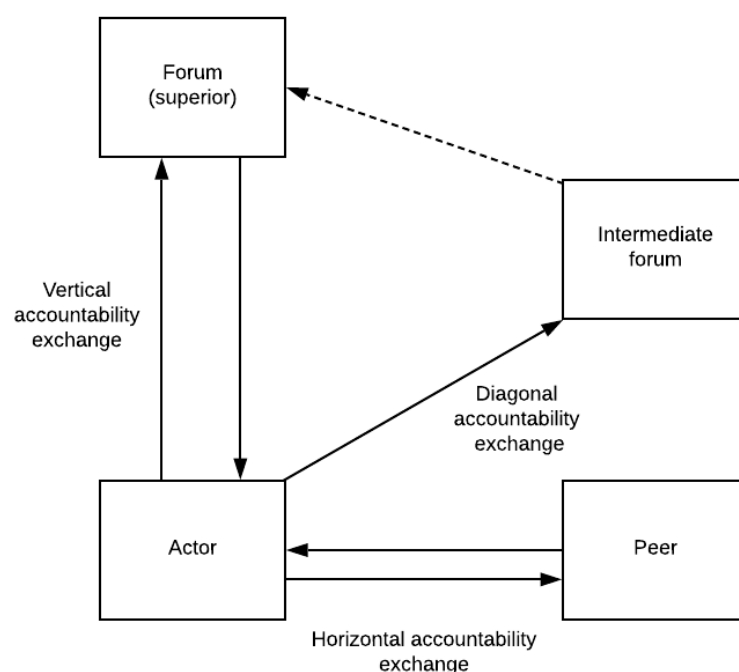 Forum
(superior)
Intermediate
forum
Vertical
accountability
exchange
Diagonal
accountability
exchange
Actor
Peer
Horizontal accountability
exchange